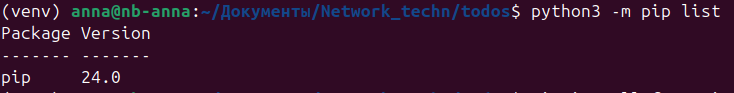 (venv) anna@nb-anna:~/Документы/Network_techn/todos$ python3 -m pip list
Package Version
------- -------
pip     24.0